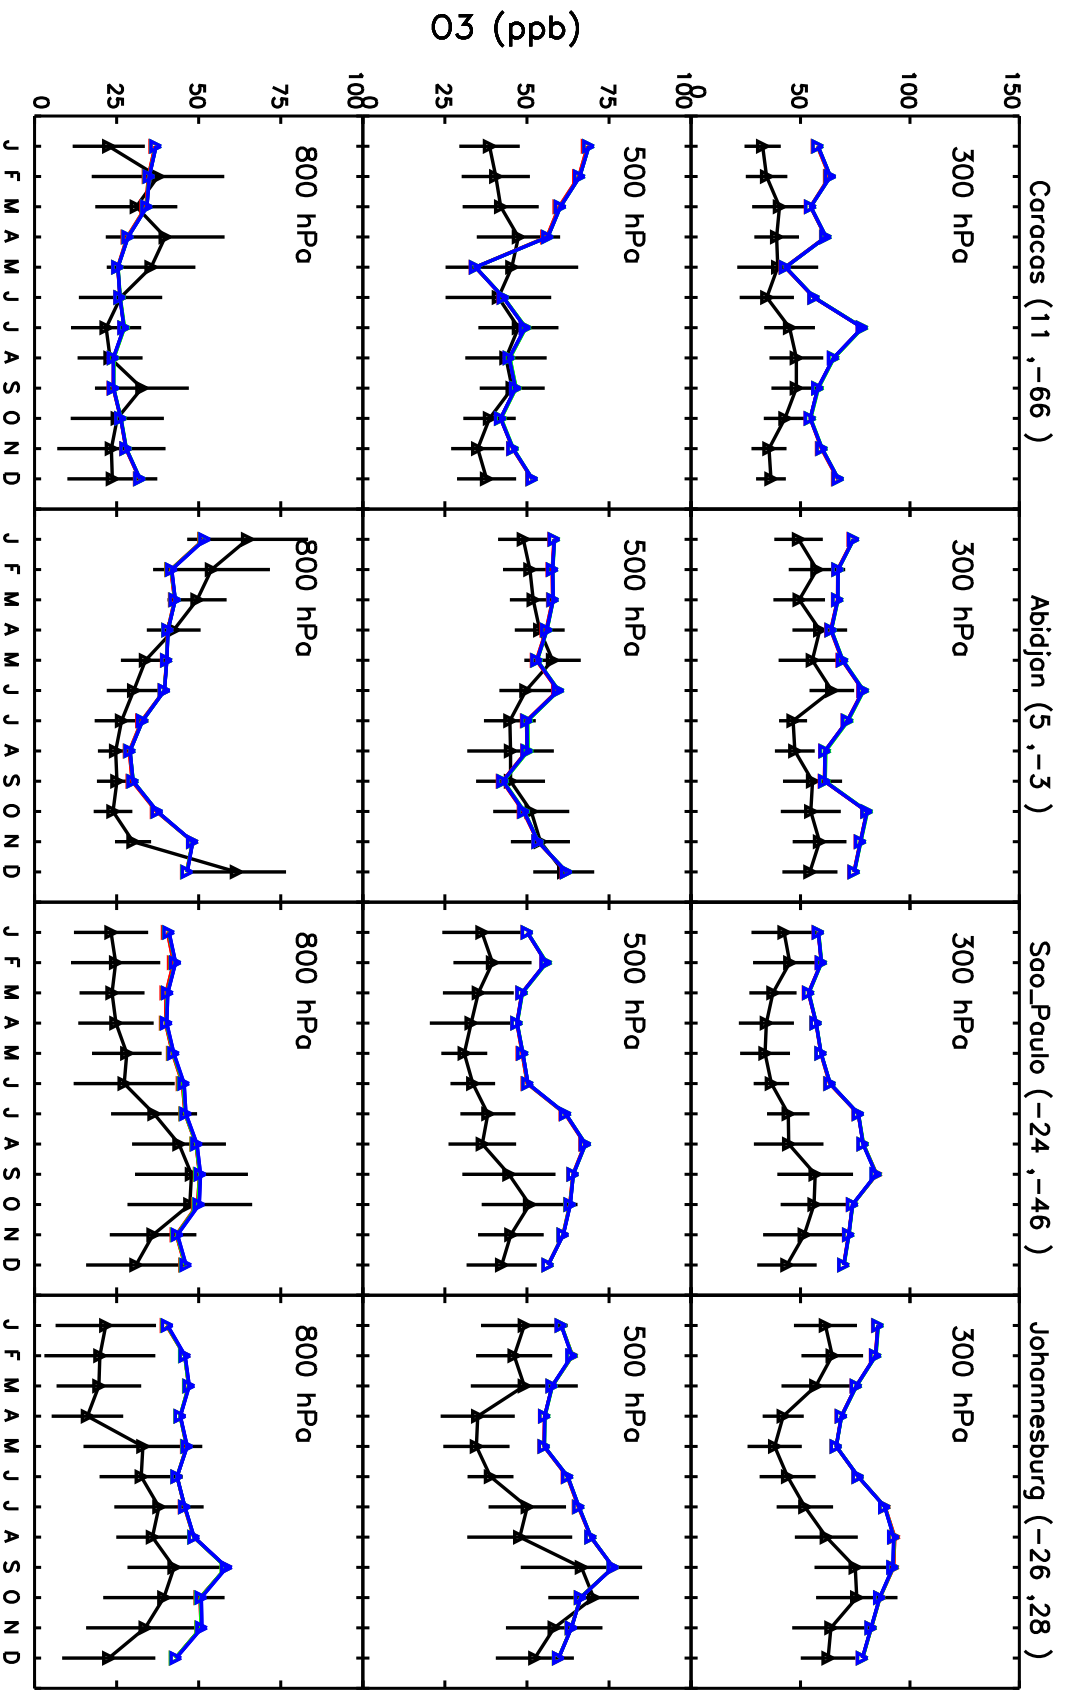 Caracas (11 ,-66 )
Abidjan (5 ,-3 )
Sao_Paulo (-24 ,-46 )
Johannesburg (-26 ,28 )
O3 (ppb)
150
100
50
0
300 hPa
300 hPa
300 hPa
300 hPa
100
75
50
25
0
500 hPa
500 hPa
500 hPa
500 hPa
100
75
50
25
0
800 hPa
800 hPa
800 hPa
800 hPa
J F M A M J J A S O N D
J F M A M J J A S O N D
J F M A M J J A S O N D
J F M A M J J A S O N D